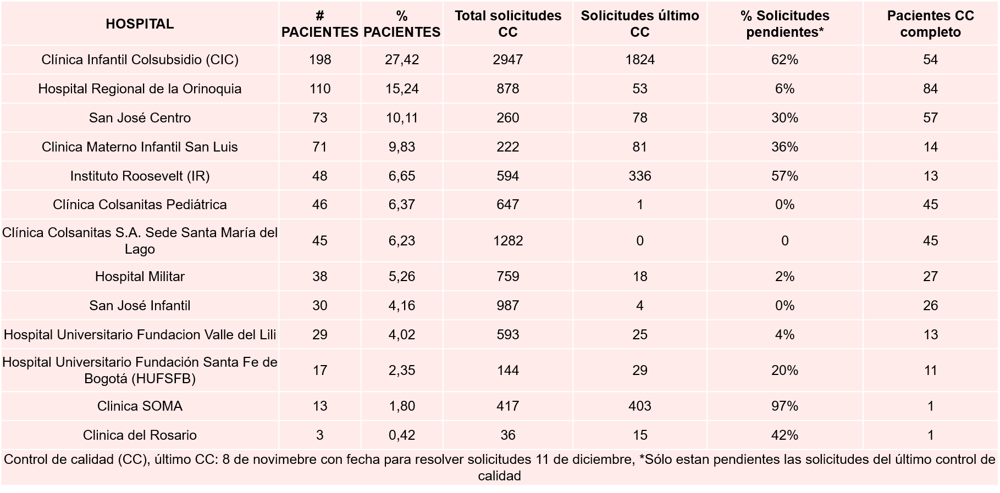 HOSPITAL # PACIENTES % PACIENTES Total solicitudes CC Solicitudes último CC % Solicitudes pendientes* Pacientes CC completo
Clínica Infantil Colsubsidio (CIC) 198 27,42 2947 1824 62% 54
Hospital Regional de la Orinoquia 110 15,24 878 53 6% 84
San José Centro 73 10,11 260 78 30% 57
Clinica Materno Infantil San Luis 71 9,83 222 81 36% 14
Instituto Roosevelt (IR) 48 6,65 594 336 57% 13
Clínica Colsanitas Pediátrica 46 6,37 647 1 0% 45
Clínica Colsanitas S.A. Sede Santa María del Lago 45 6,23 1282 0 0 45
Hospital Militar 38 5,26 759 18 2% 27
San José Infantil 30 4,16 987 4 0% 26
Hospital Universitario Fundacion Valle del Lili 29 4,02 593 25 4% 13
Hospital Universitario Fundación Santa Fe de Bogotá (HUFSFB) 17 2,35 144 29 20% 11
Clinica SOMA 13 1,80 417 403 97% 1
Clinica del Rosario 3 0,42 36 15 42% 1
Control de calidad (CC), último CC: 8 de novimebre con fecha para resolver solicitudes 11 de diciembre, *Sólo estan pendientes las solicitudes del último control de
calidad